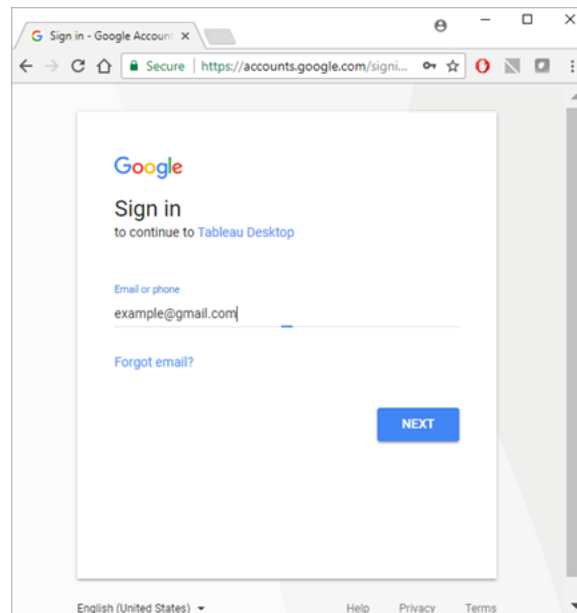 Sign in - Google Accoun
Secure | https://accounts.google.com/signi...
Google
Sign in
to continue to Tableau Desktop
Email or phone
example@gmail.com
Forgot email?
NEXT
English (United States) Help Privacy Terms